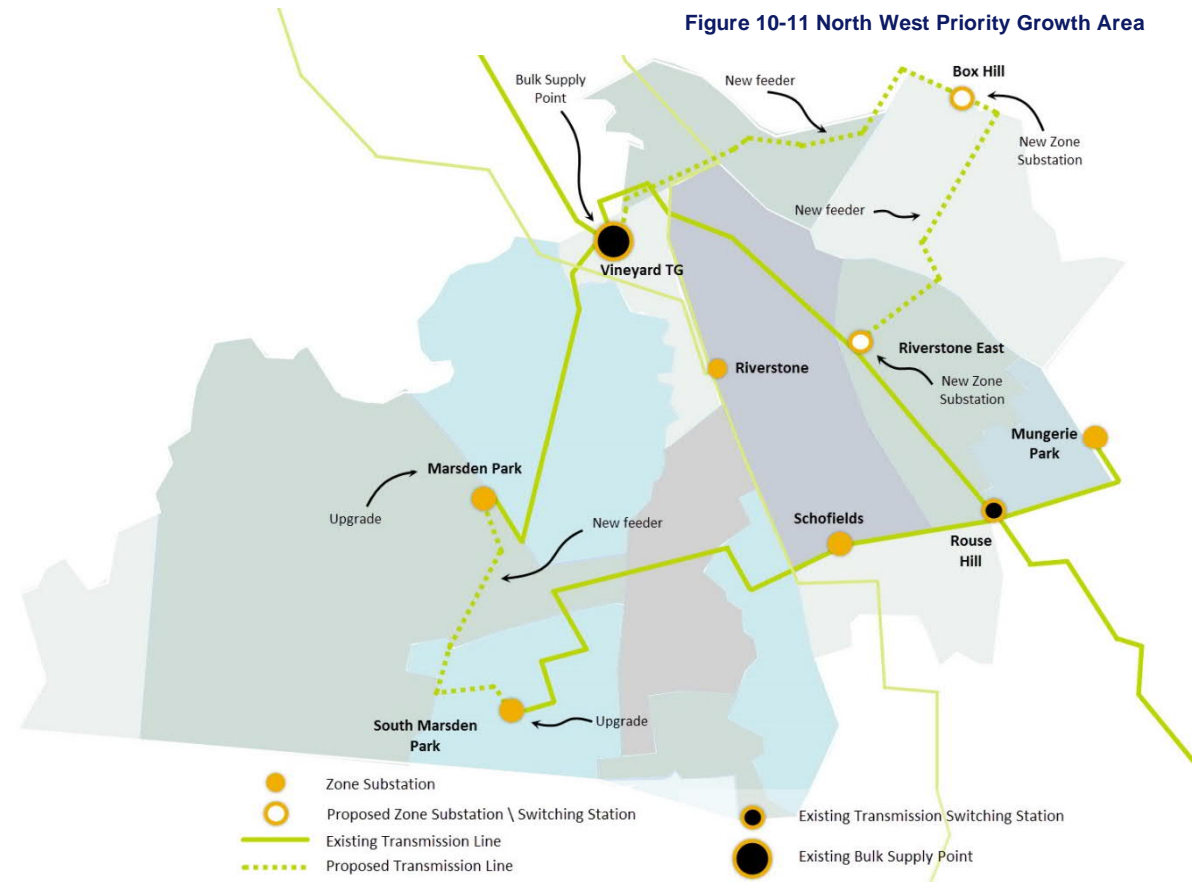 Figure 10-11 North West Priority Growth Area
Bulk Supply
Point
New feeder
Box Hill
New Zone
Substation
New feeder
Vineyard TG
Riverstone
Riverstone East
New Zone
Substation
Mungerie
Park
Marsden Park
Upgrade
New feeder
Schofields
Rouse
Hill
South Marsden
Park
Upgrade
Zone Substation
Proposed Zone Substation \ Switching Station
Existing Transmission Line
Proposed Transmission Line
Existing Transmission Switching Station
Existing Bulk Supply Point